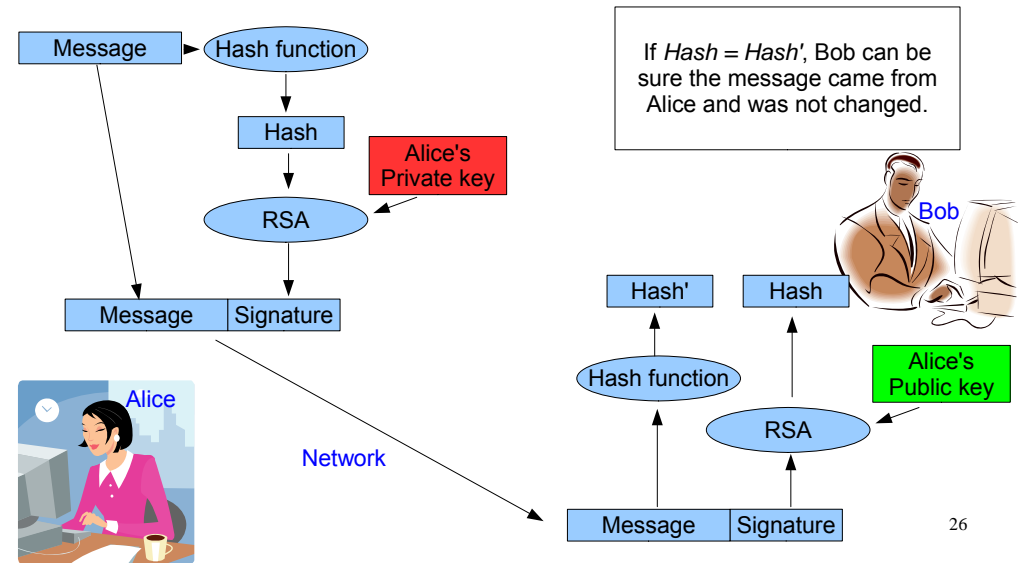 Message
Hash function
Hash
Alice's
Private key
RSA
Message
Signature
Alice
Network
If Hash = Hash', Bob can be
sure the message came from
Alice and was not changed.
Bob
Hash'
Hash
Hash function
Alice's
Public key
RSA
Message
Signature
26